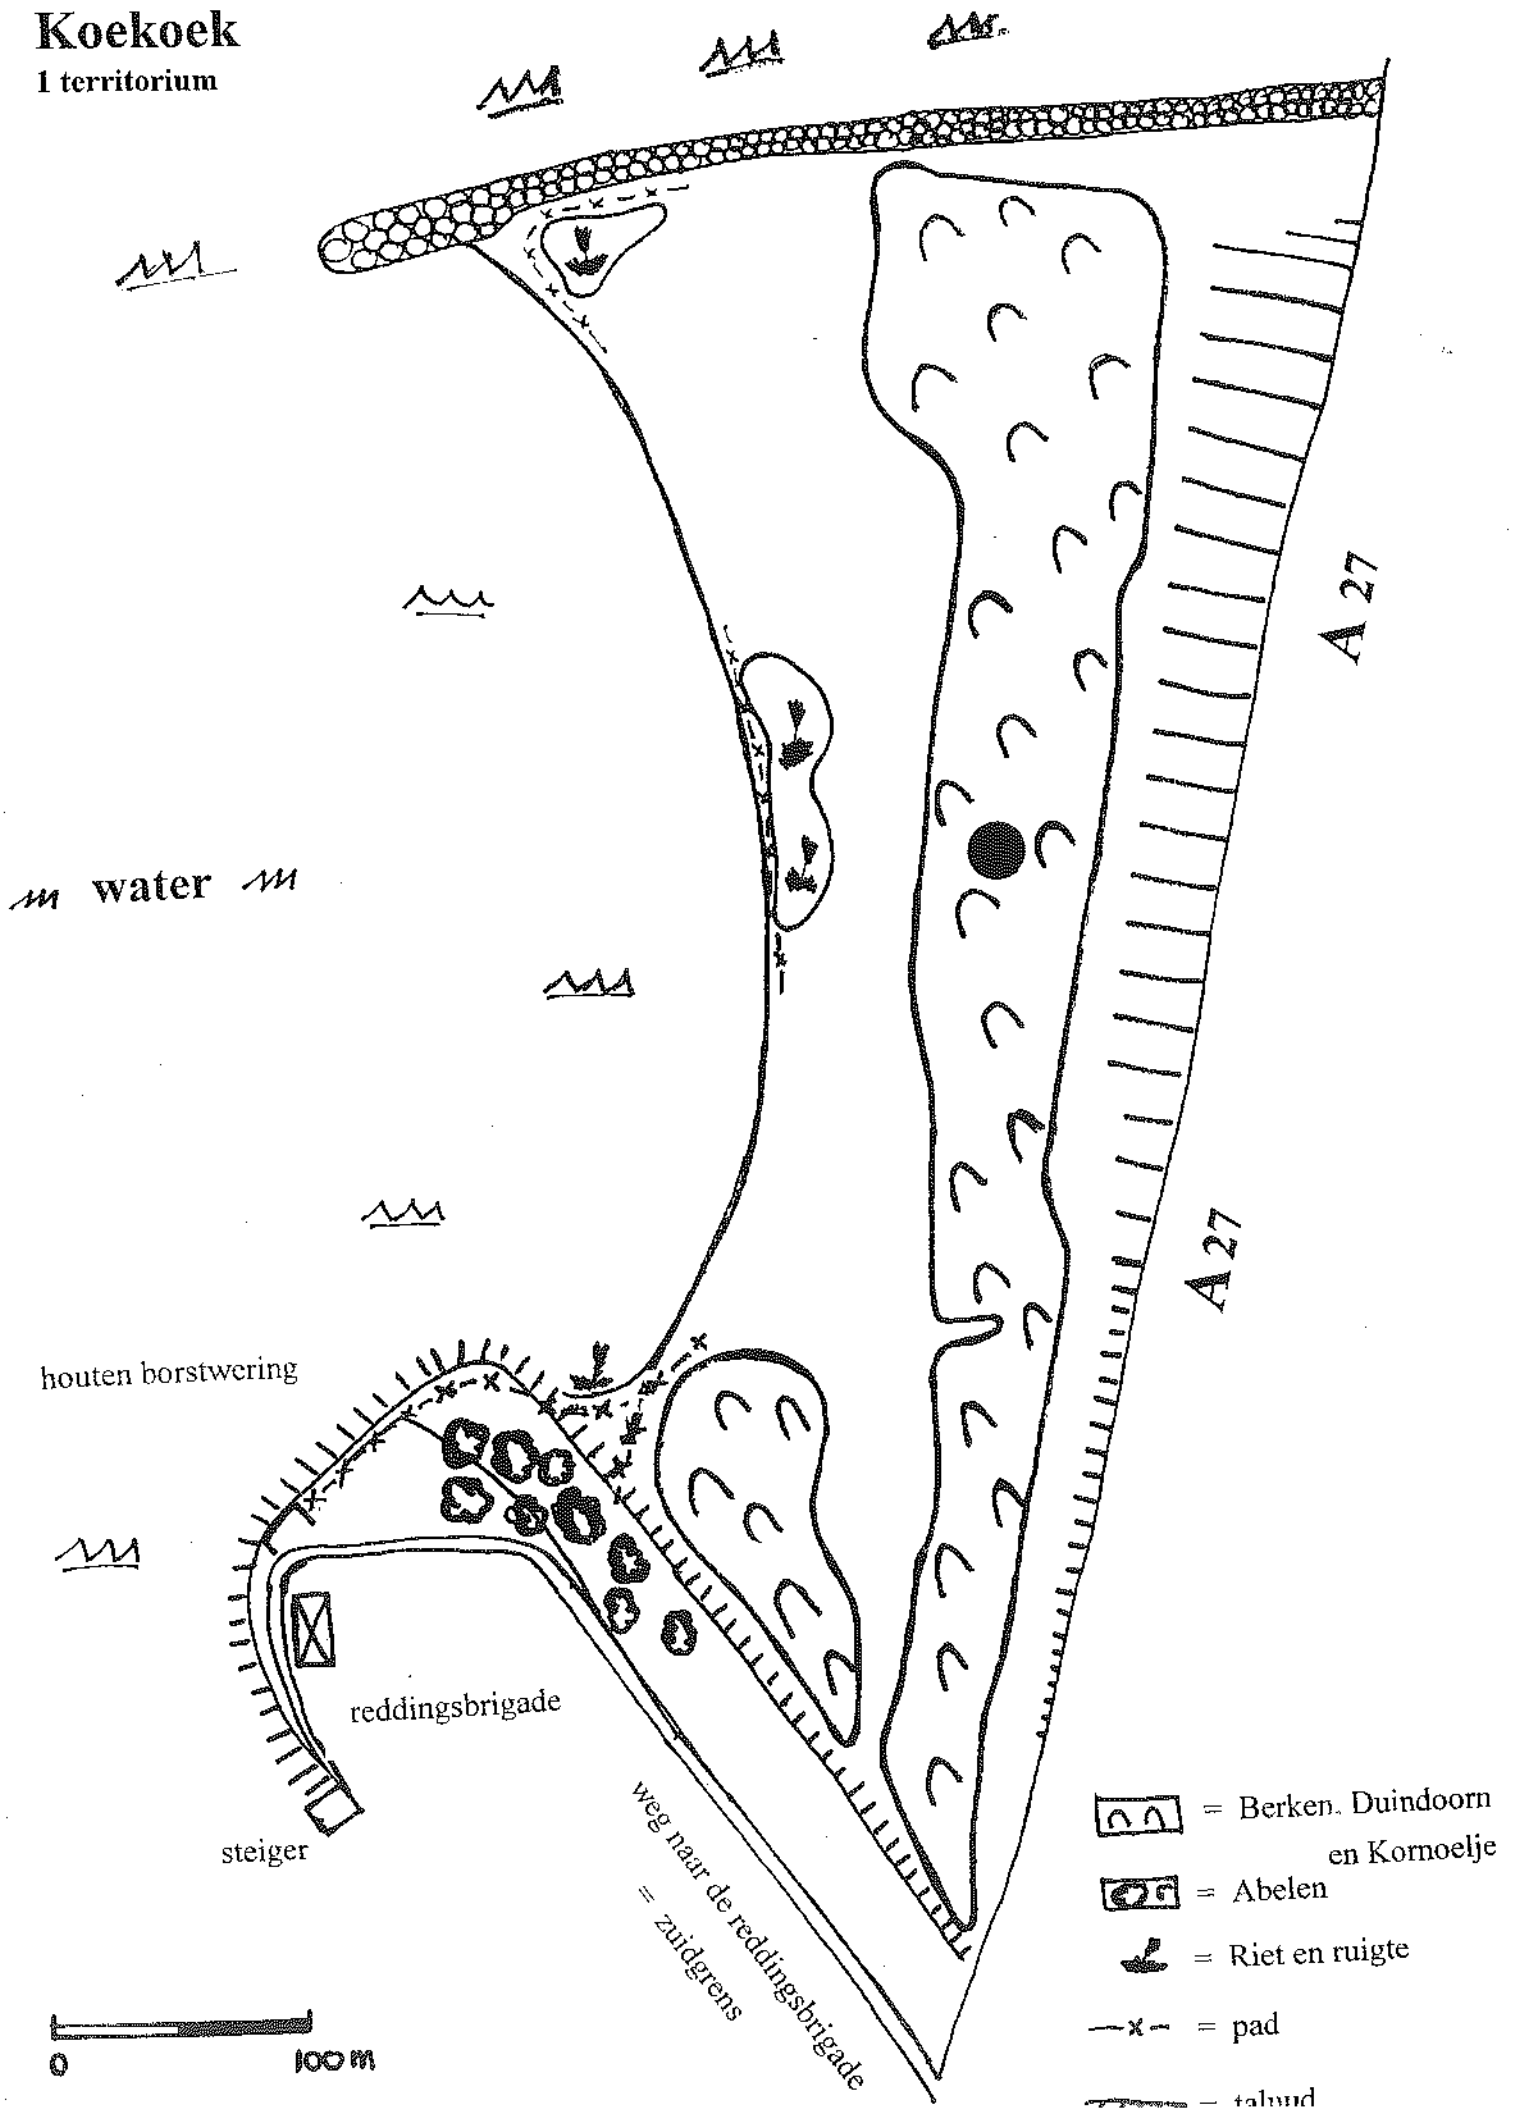 Koekoek
1 territorium
A 27
water
A 27
houten borstwering
reddingsbrigade
steiger
weg naar de reddingsbrigade
= zuidgrens
= Berken. Duindoorn
en Kornoelje
= Abelen
= Riet en ruigte
-x- = pad
= talud
0 100 m